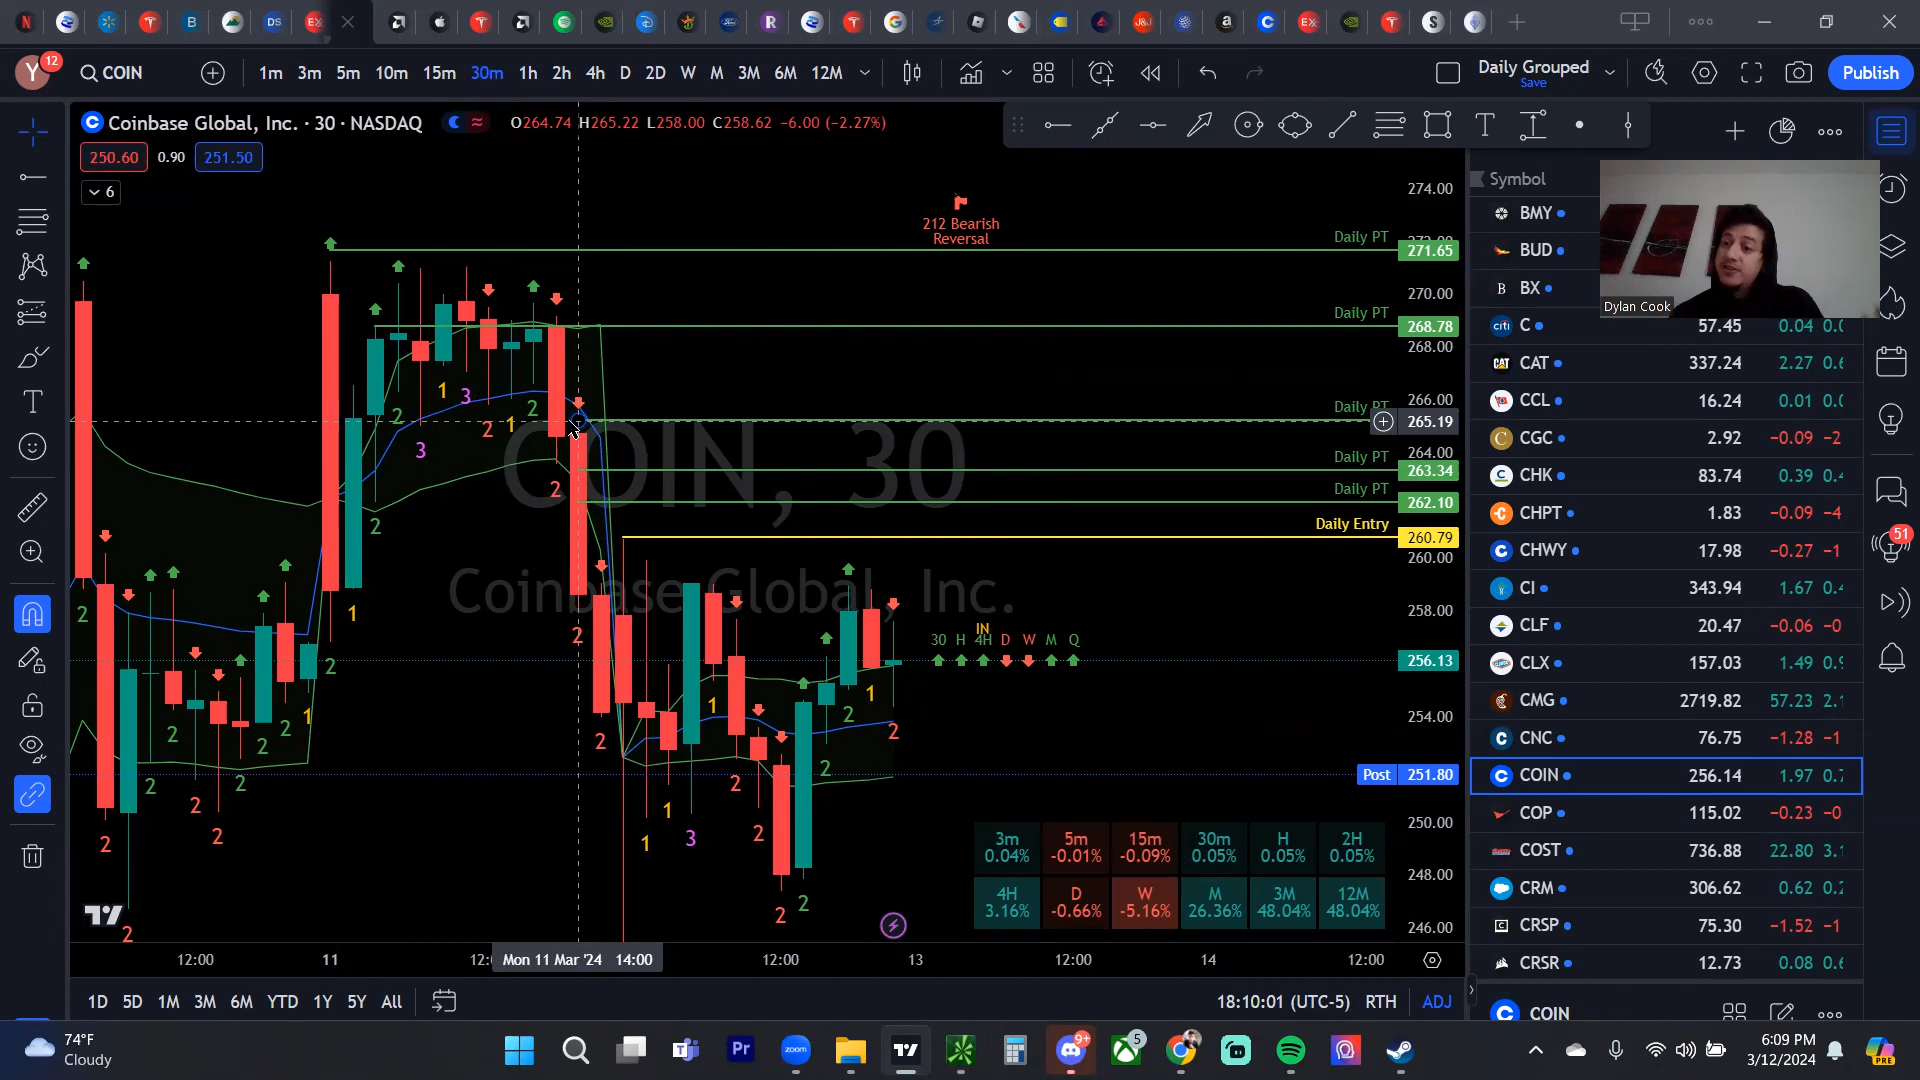 Y 12 COIN 1m 3m 5m 10m 15m 30m 1h 2h 4h D 2D W M 3M 6M 12M Daily Grouped Save Publish
Coinbase Global, Inc. · 30 · NASDAQ O264.74 H265.22 L258.00 C258.62 −6.00 (−2.27%)
250.60 0.90 251.50
6
212 Bearish
Reversal
COIN, 30
Coinbase Global, Inc.
274.00
Daily PT 271.65
270.00
Daily PT 268.78
268.00
266.00
Daily PT 265.19
264.00
Daily PT 263.34
Daily PT 262.10
Daily Entry 260.79
260.00
258.00
IN
30 H 4H D W M Q
256.13
254.00
Post 251.80
250.00
248.00
246.00
3m 5m 15m 30m H 2H
0.04% -0.01% -0.09% 0.05% 0.05% 0.05%
4H D W M 3M 12M
3.16% -0.66% -5.16% 26.36% 48.04% 48.04%
12:00 11 Mon 11 Mar '24 14:00 12:00 13 12:00 14 12:00
1D 5D 1M 3M 6M YTD 1Y 5Y All 18:10:01 (UTC-5) RTH ADJ
Symbol
BMY
BUD
BX
Dylan Cook
C 57.45 0.04
CAT 337.24 2.27
CCL 16.24 0.01
CGC 2.92 −0.09
CHK 83.74 0.39
CHPT 1.83 −0.09
CHWY 17.98 −0.27
CI 343.94 1.67
CLF 20.47 −0.06
CLX 157.03 1.49
CMG 2719.82 57.23
CNC 76.75 −1.28
COIN 256.14 1.97
COP 115.02 −0.23
COST 736.88 22.80
CRM 306.62 0.62
CRSP 75.30 −1.52
CRSR 12.73 0.08
COIN
51
74°F
Cloudy
6:09 PM
3/12/2024